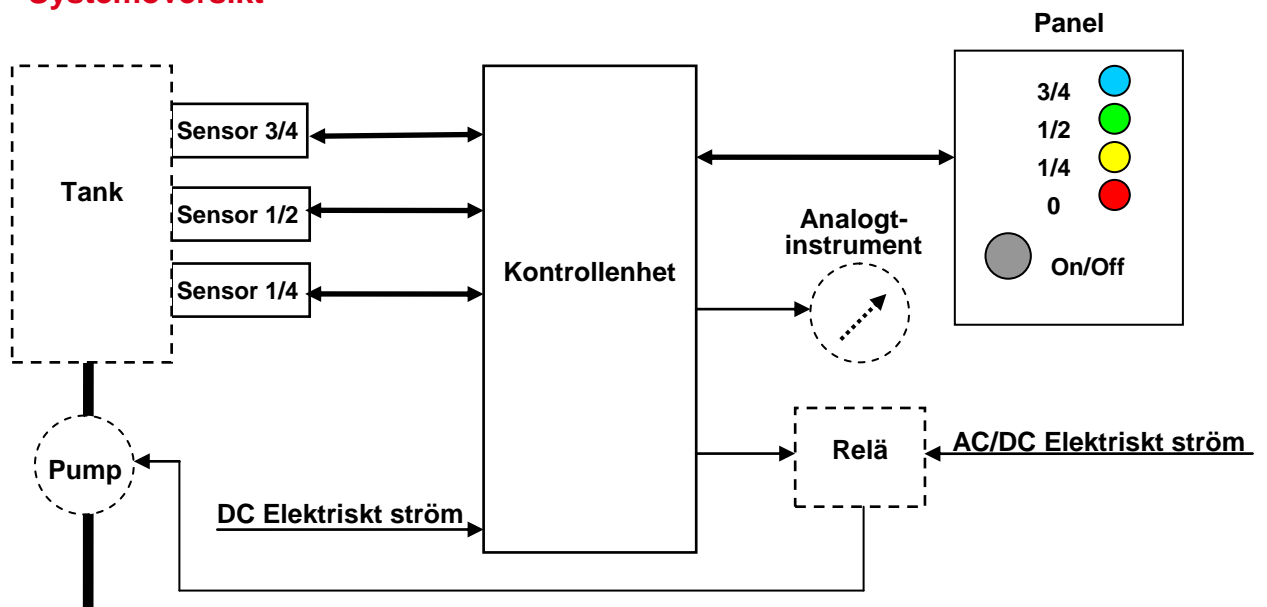 Systemöversikt
Panel
3/4
1/2
1/4
0
On/Off
Sensor 3/4
Sensor 1/2
Sensor 1/4
Tank
Kontrollenhet
Analogt-
instrument
Relä
AC/DC Elektriskt ström
Pump
DC Elektriskt ström